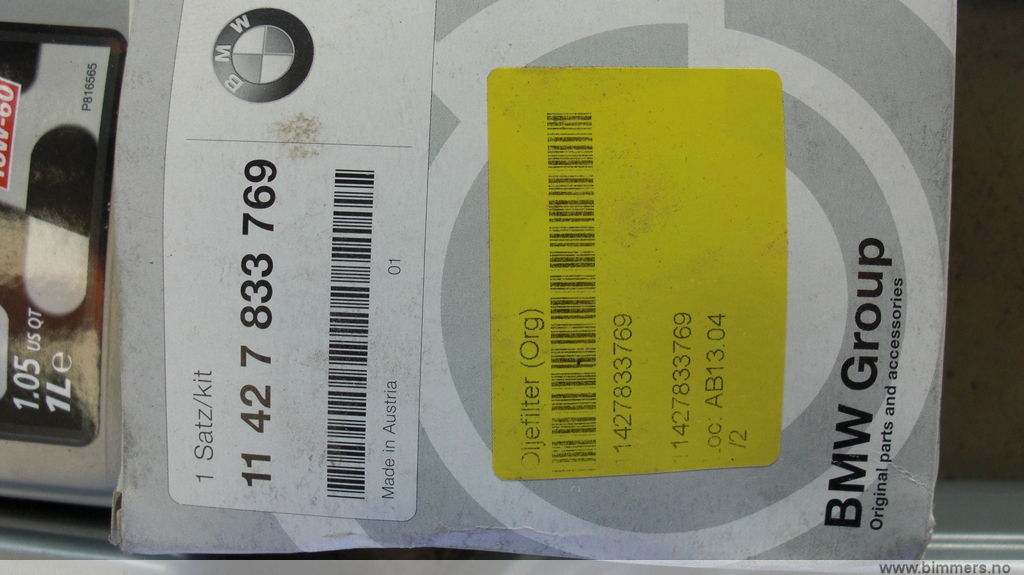 10W-60
P816565
1.05 US QT
1L e
BMW
1 Satz/kit
11 42 7 833 769
01
Made in Austria
Oljefilter (Org)
11427833769
11427833769
Loc: AB13.04
/2
BMW Group
Original parts and accessories
www.bimmers.no